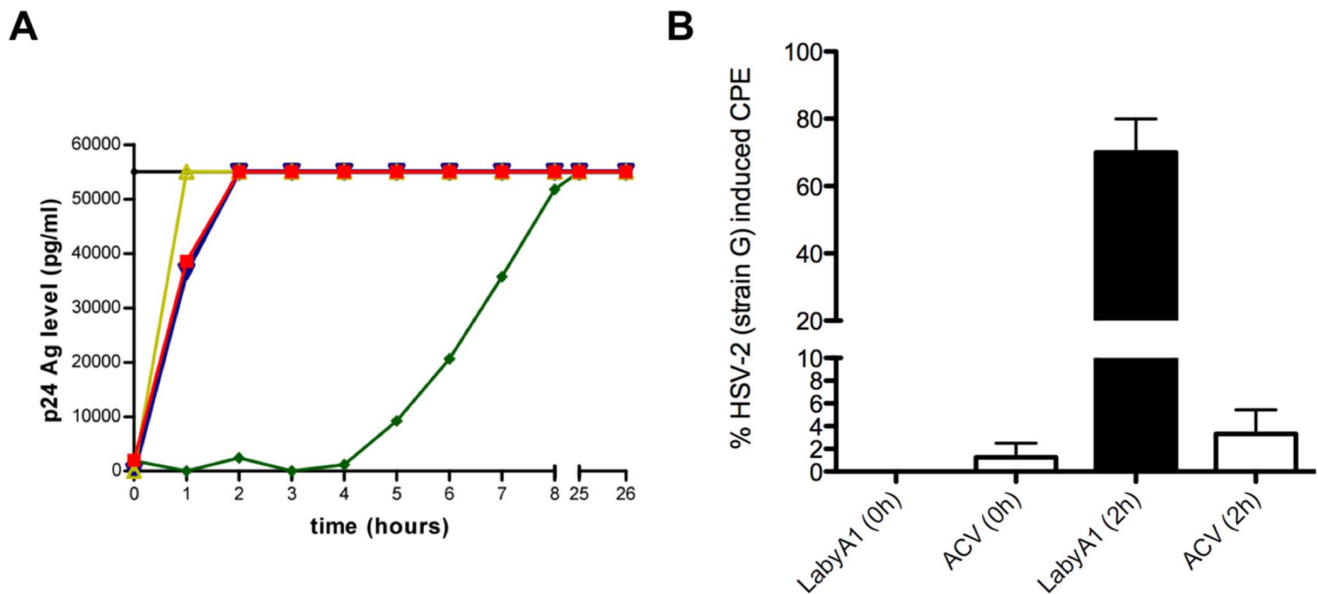 A
p24 Ag level (pg/ml)
60000
50000
40000
30000
20000
10000
0
0 1 2 3 4 5 6 7 8 25 26
time (hours)
B
% HSV-2 (strain G) induced CPE
100
80
60
40
20
10
8
6
4
2
0
LabyA1 (0h)
ACV (0h)
LabyA1 (2h)
ACV (2h)